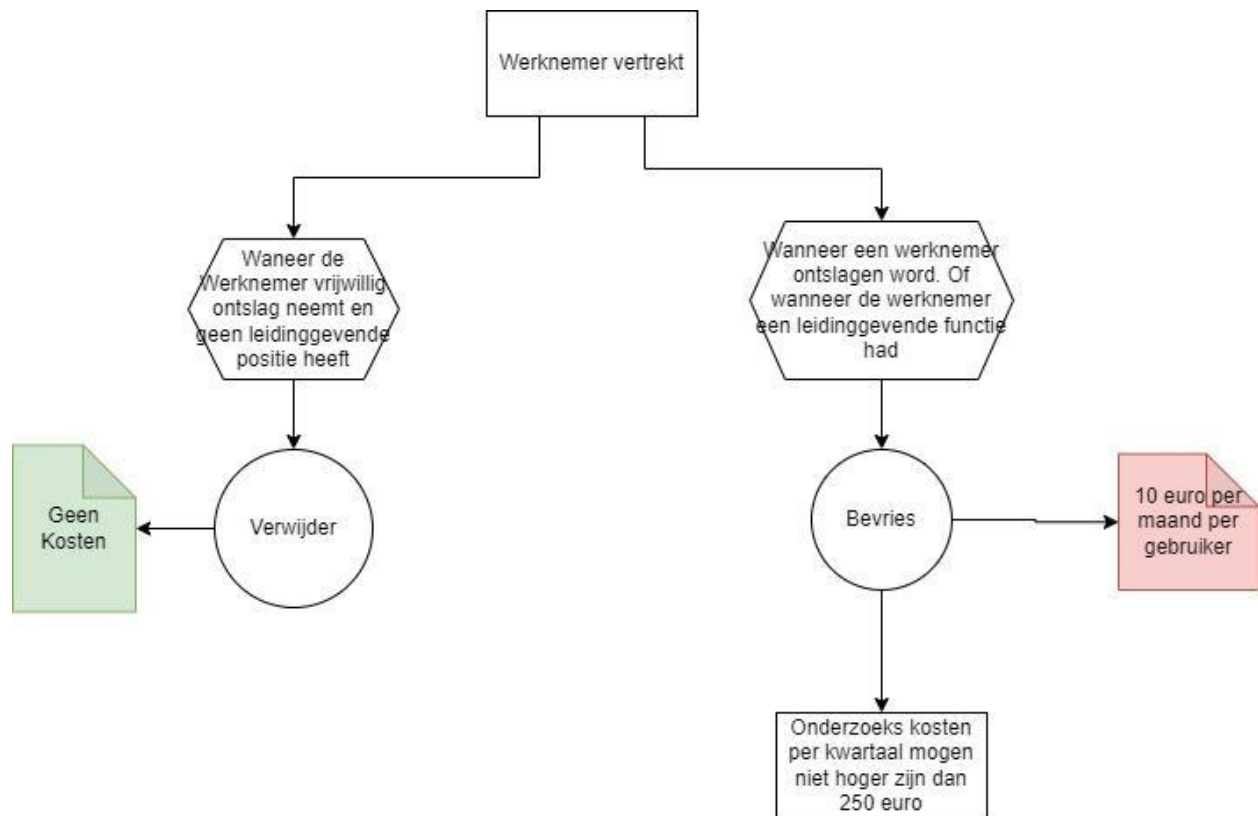 Werknemer vertrekt
Waneer de
Werknemer vrijwillig
ontslag neemt en
geen leidinggevende
positie heeft
Wanneer een werknemer
ontslagen word. Of
wanneer de werknemer
een leidinggevende functie
had
Geen
Kosten
Verwijder
Bevries
10 euro per
maand per
gebruiker
Onderzoeks kosten
per kwartaal mogen
niet hoger zijn dan
250 euro